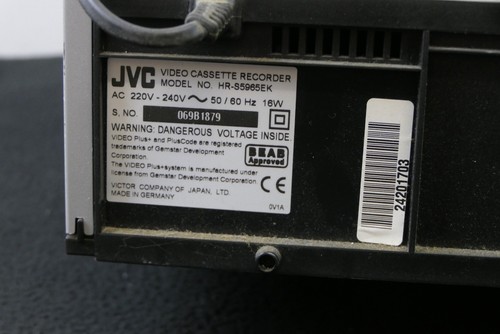 JVC VIDEO CASSETTE RECORDER
MODEL NO. HR-S5965EK
AC 220V - 240V ~ 50 / 60 Hz 16W
S. NO. 069B1879
WARNING: DANGEROUS VOLTAGE INSIDE.
VIDEO Plus+ and PlusCode are registered
trademarks of Gemstar Development
Corporation.
The VIDEO Plus+system is manufactured under
license from Gemstar Development
Corporation.
BEAB
Approved
CE
VICTOR COMPANY OF JAPAN, LTD.
MADE IN GERMANY
0V1A
24201703